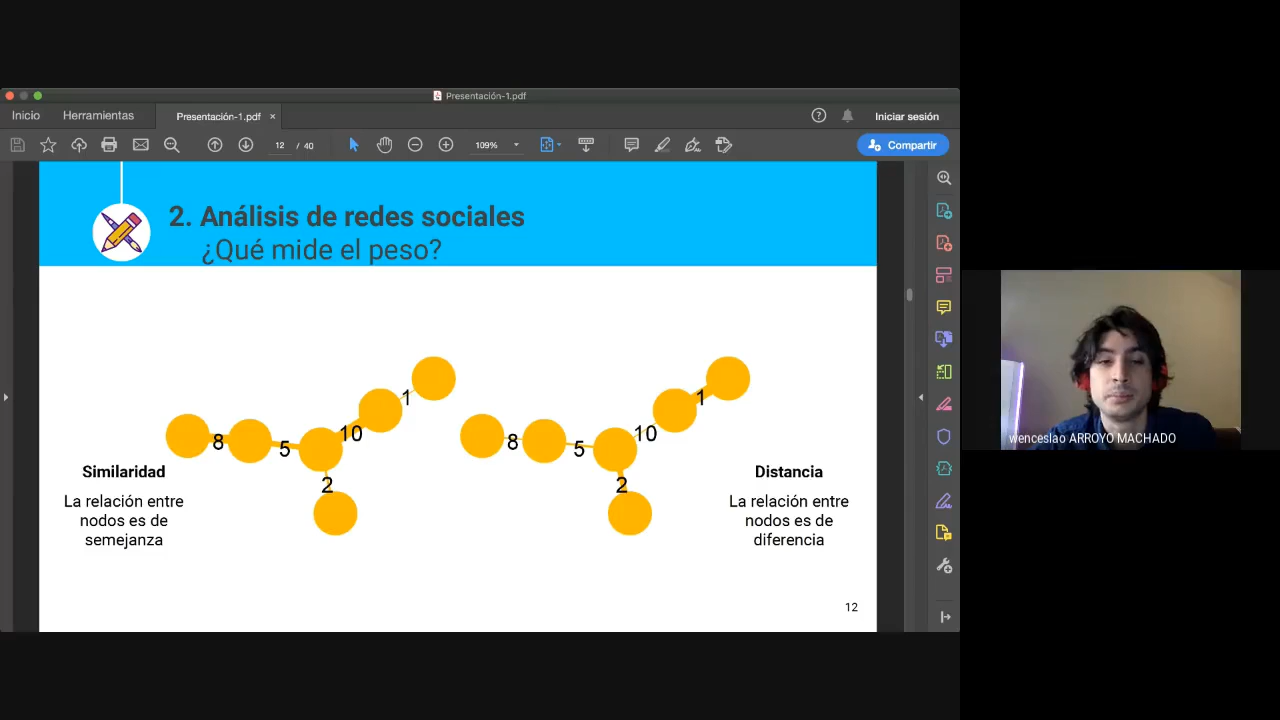 Presentación-1.pdf
Inicio
Herramientas
Presentación-1.pdf ×
Iniciar sesión
12 / 40
109%
Compartir
2. Análisis de redes sociales
¿Qué mide el peso?
8
5
10
1
2
8
5
10
1
2
Similaridad
La relación entre
nodos es de
semejanza
Distancia
La relación entre
nodos es de
diferencia
12
wenceslao ARROYO MACHADO